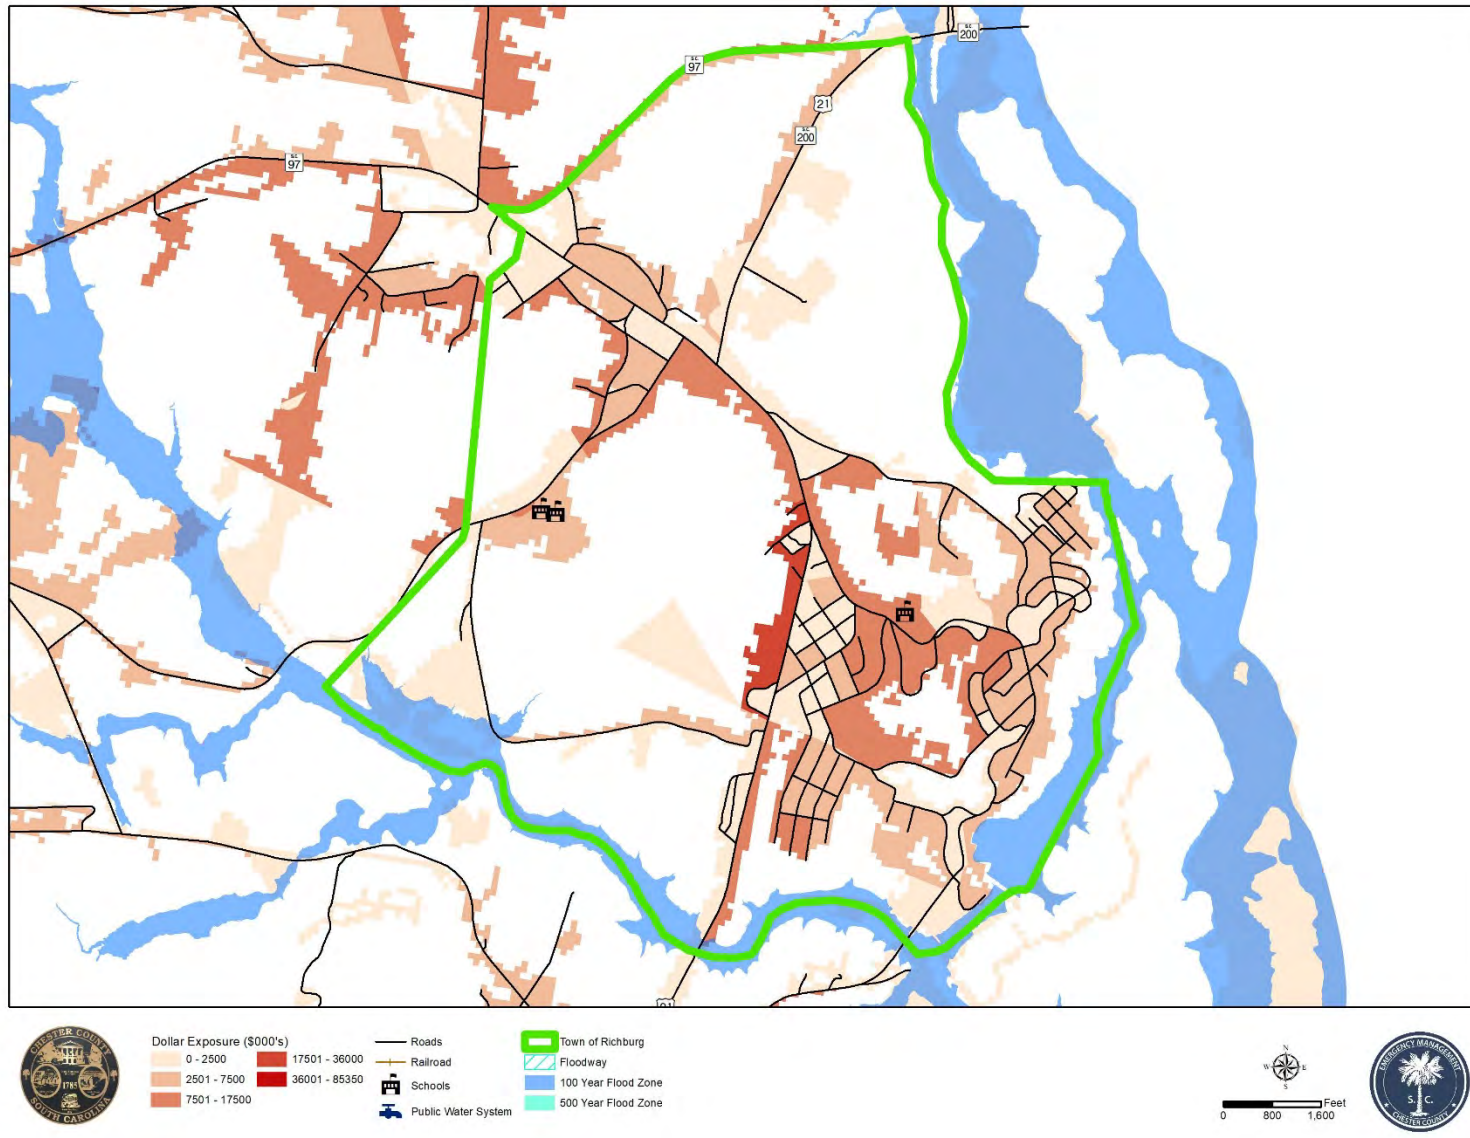 S.C.
200
S.C.
97
21
S.C.
200
S.C.
97
Dollar Exposure ($000's)
0 - 2500
2501 - 7500
7501 - 17500
17501 - 36000
36001 - 85350
Roads
Railroad
Schools
Public Water System
Town of Richburg
Floodway
100 Year Flood Zone
500 Year Flood Zone
CHESTER COUNTY
1785
SOUTH CAROLINA
N
W E
S
Feet
0 800 1,600
EMERGENCY MANAGEMENT
S. C.
CHESTER COUNTY